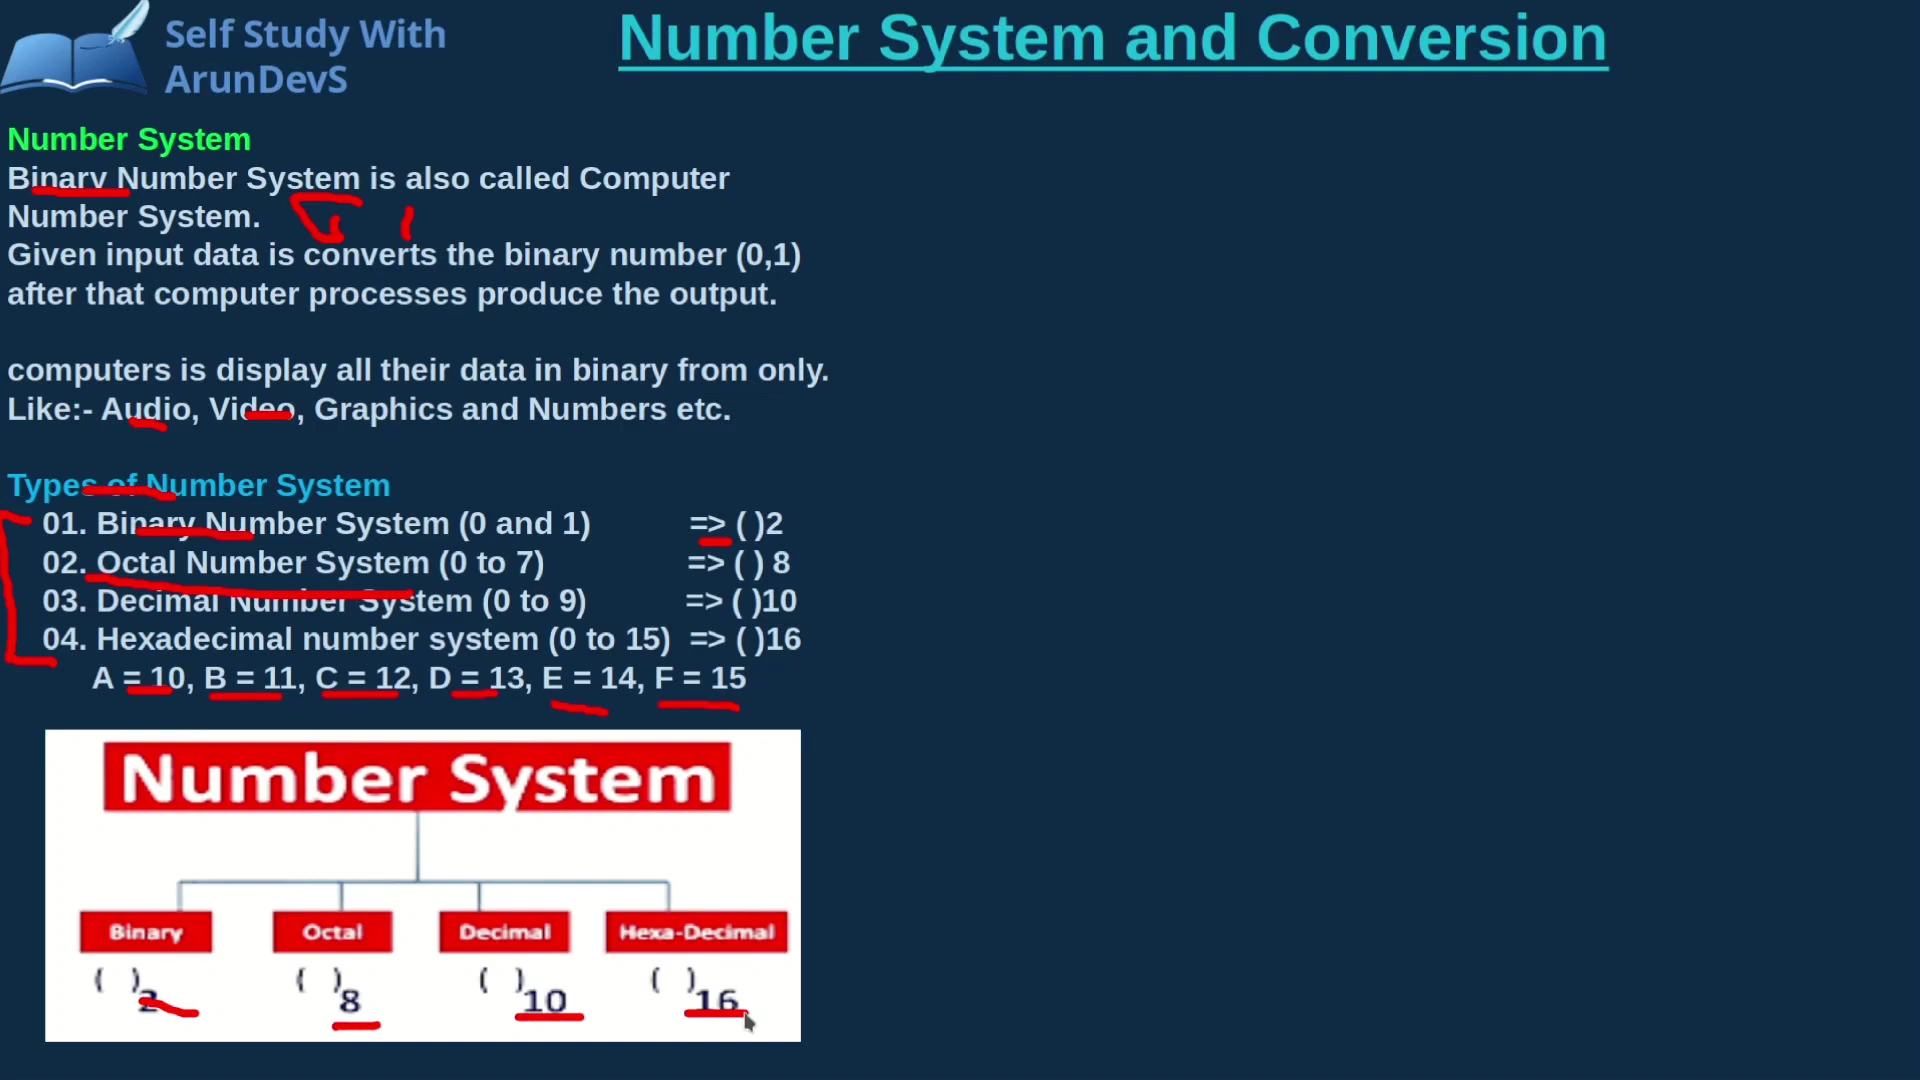 Self Study With
ArunDevS
Number System and Conversion
Number System
Binary Number System is also called Computer
Number System.
Given input data is converts the binary number (0,1)
after that computer processes produce the output.
computers is display all their data in binary from only.
Like:- Audio, Video, Graphics and Numbers etc.
Types of Number System
01. Binary Number System (0 and 1) => ( )2
02. Octal Number System (0 to 7) => ( ) 8
03. Decimal Number System (0 to 9) => ( )10
04. Hexadecimal number system (0 to 15) => ( )16
A = 10, B = 11, C = 12, D = 13, E = 14, F = 15
Number System
Binary Octal Decimal Hexa-Decimal
( )2 ( )8 ( )10 ( )16